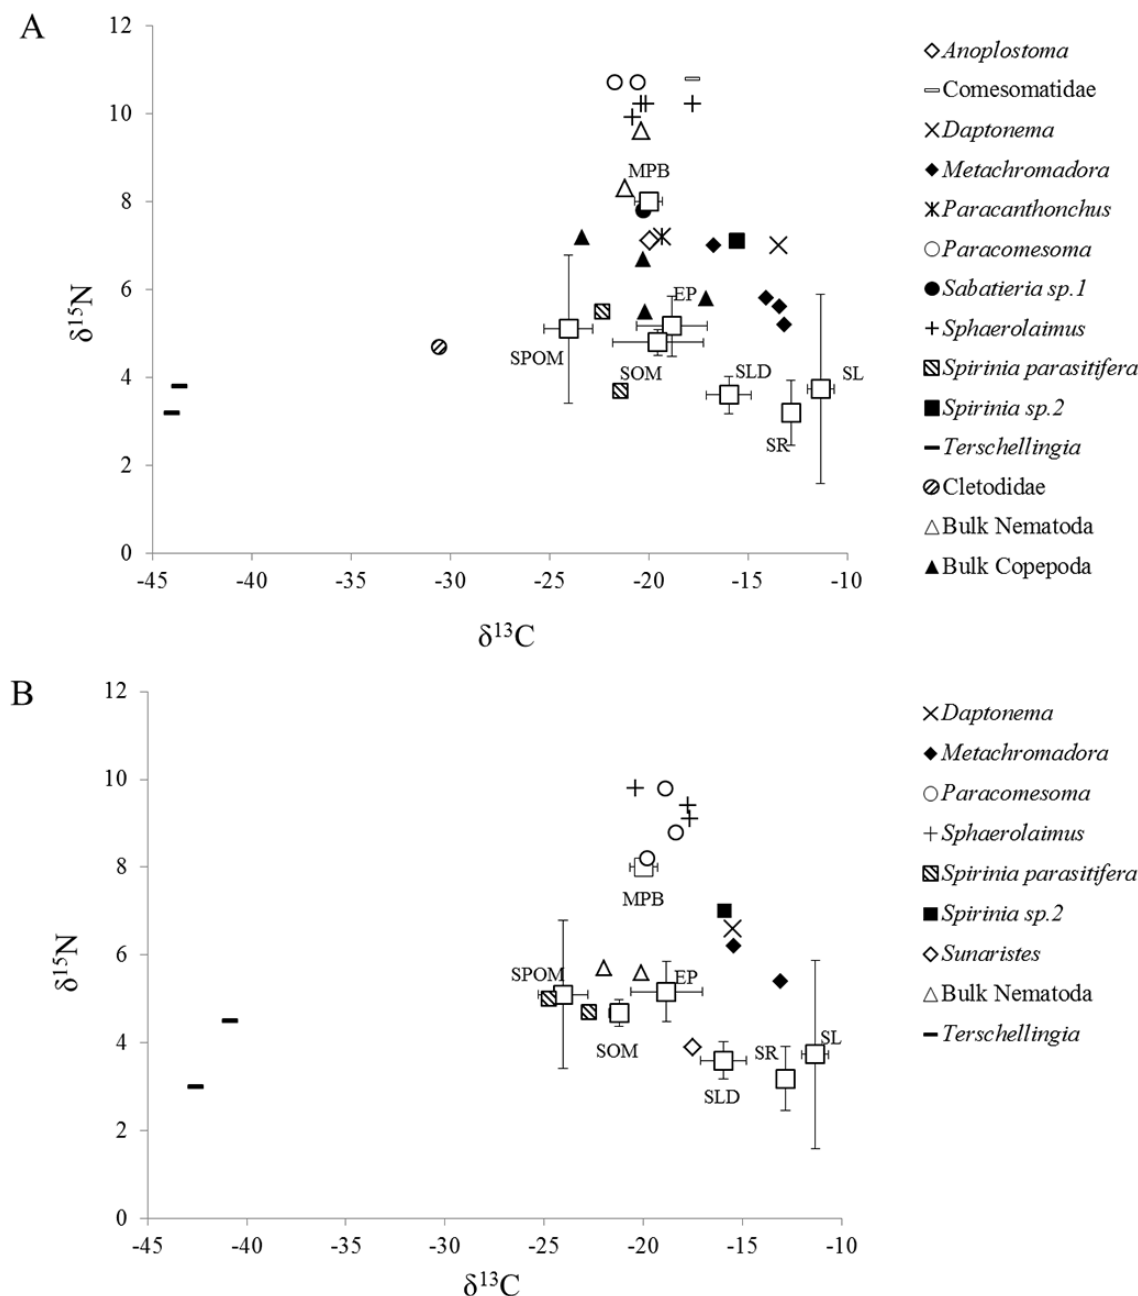 A
12
10
8
6
4
2
0
δ¹⁵N
-45
-40
-35
-30
-25
-20
-15
-10
δ¹³C
MPB
EP
SPOM
SOM
SLD
SL
SR
Anoplostoma
Comesomatidae
Daptonema
Metachromadora
Paracanthonchus
Paracomesoma
Sabatieria sp.1
Sphaerolaimus
Spirinia parasitifera
Spirinia sp.2
Terschellingia
Cletodidae
Bulk Nematoda
Bulk Copepoda
B
12
10
8
6
4
2
0
δ¹⁵N
-45
-40
-35
-30
-25
-20
-15
-10
δ¹³C
MPB
SPOM
EP
SOM
SR
SL
SLD
Daptonema
Metachromadora
Paracomesoma
Sphaerolaimus
Spirinia parasitifera
Spirinia sp.2
Sunaristes
Bulk Nematoda
Terschellingia